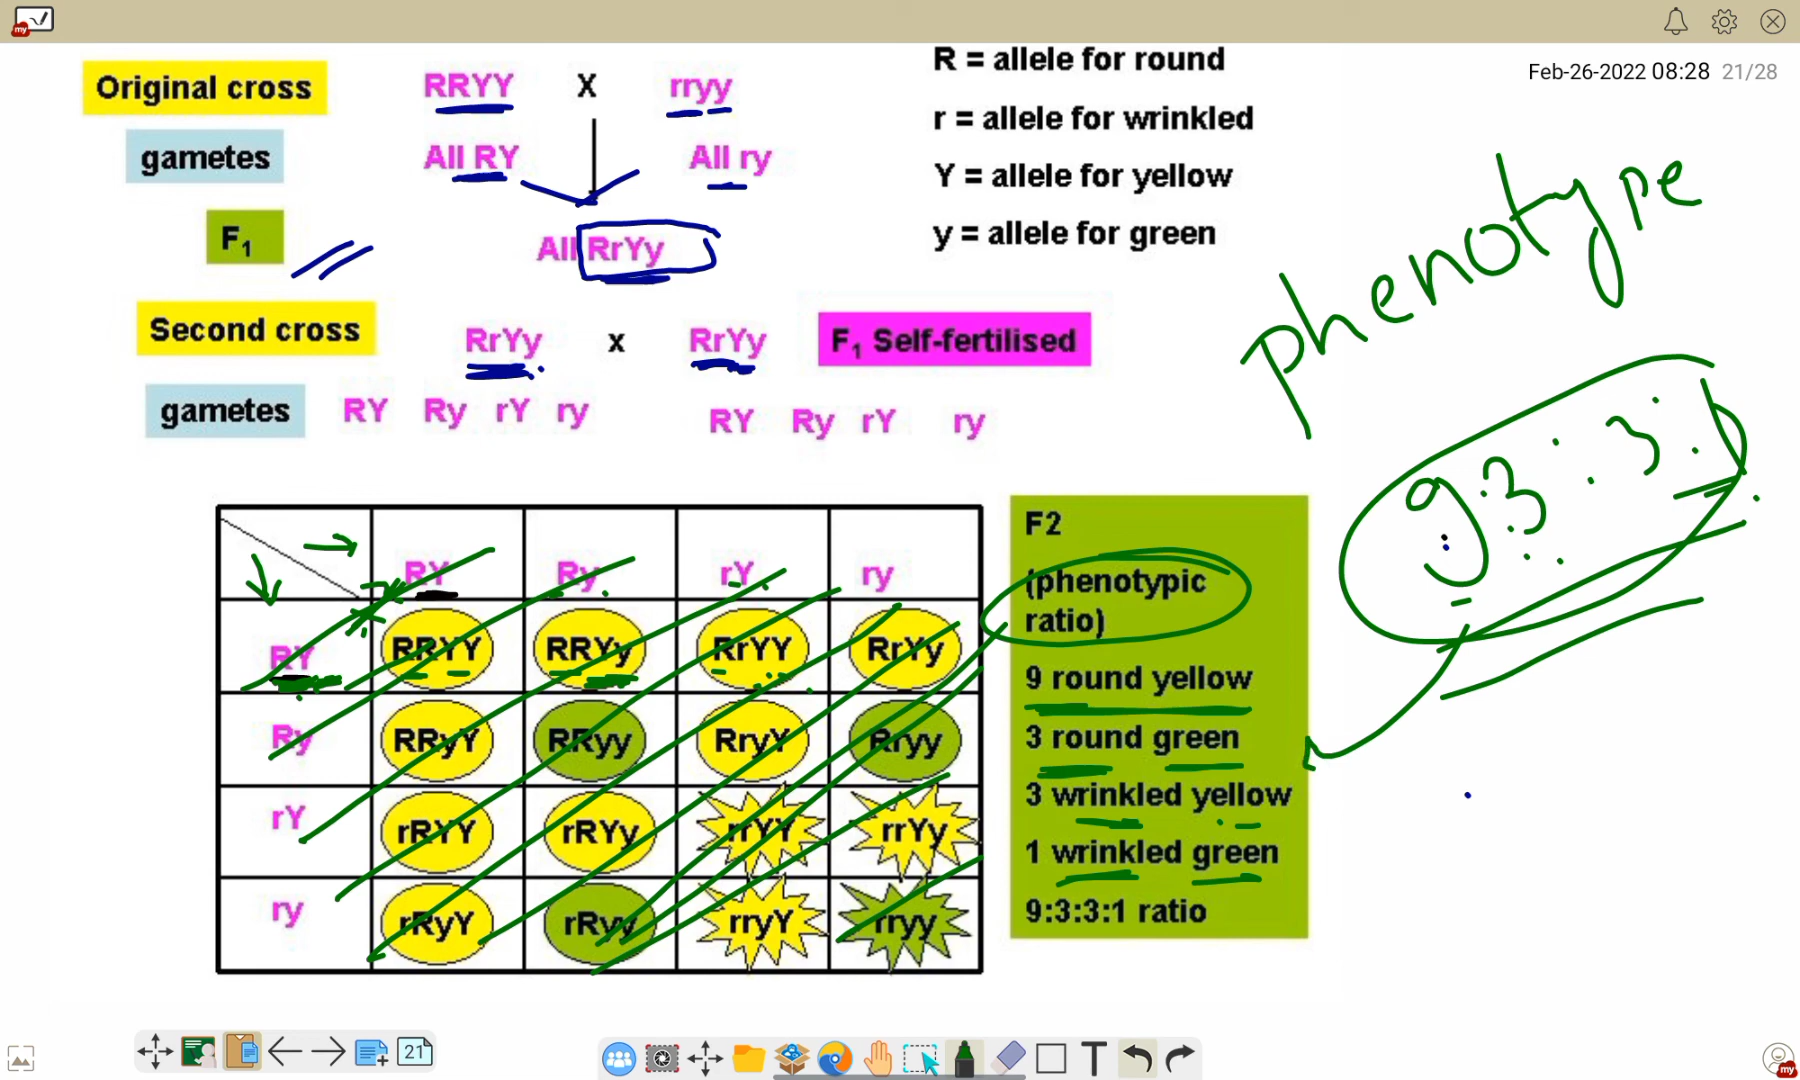 my
Feb-26-2022 08:28 21/28
Original cross RRYY X rryy
gametes All RY All ry
F1 All RrYy
R = allele for round
r = allele for wrinkled
Y = allele for yellow
y = allele for green
phenotype
Second cross RrYy x RrYy F1 Self-fertilised
gametes RY Ry rY ry RY Ry rY ry
9:3:3:1
RY Ry rY ry
RY RRYY RRYy RrYY RrYy
Ry RRyY RRyy RryY Rryy
rY rRYY rRYy rrYY rrYy
ry rRyY rRyy rryY rryy
F2
(phenotypic
ratio)
9 round yellow
3 round green
3 wrinkled yellow
1 wrinkled green
9:3:3:1 ratio
21
T
my